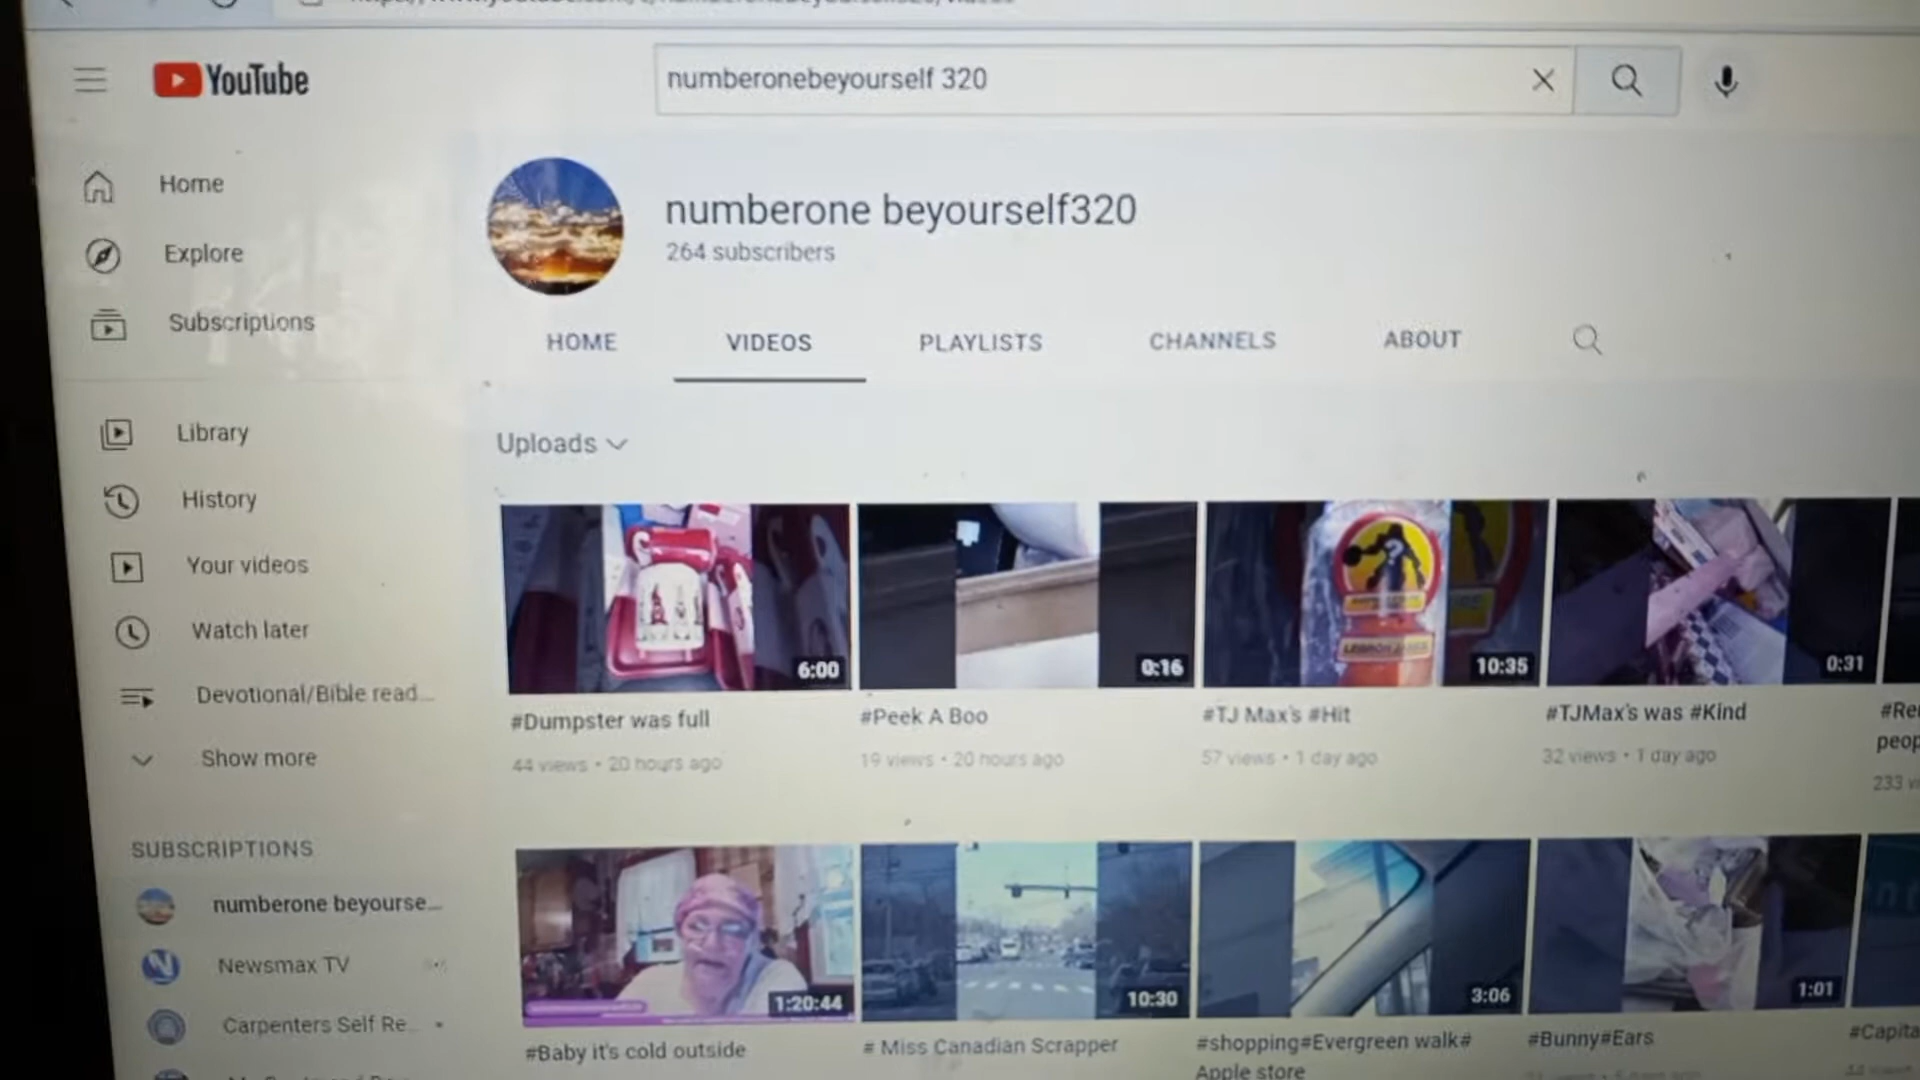 YouTube
numberonebeyourself 320
Home
Explore
Subscriptions
Library
History
Your videos
Watch later
Devotional/Bible read...
Show more
SUBSCRIPTIONS
numberone beyourse...
Newsmax TV
Carpenters Self Re...
numberone beyourself320
264 subscribers
HOME
VIDEOS
PLAYLISTS
CHANNELS
ABOUT
Uploads
6:00
0:16
10:35
0:31
#Dumpster was full
#Peek A Boo
#TJ Max's #Hit
#TJMax's was #Kind
44 views • 20 hours ago
19 views • 20 hours ago
57 views • 1 day ago
32 views • 1 day ago
233
1:20:44
10:30
3:06
1:01
#Baby it's cold outside
# Miss Canadian Scrapper
#shopping#Evergreen walk#
Apple store
#Bunny#Ears